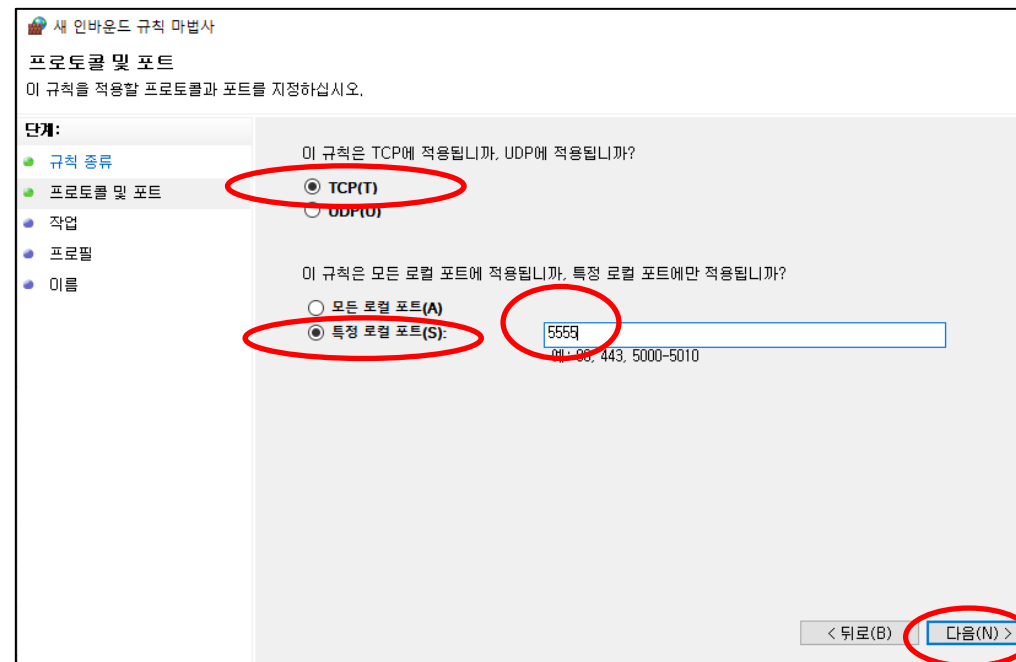 새 인바운드 규칙 마법사
프로토콜 및 포트
이 규칙을 적용할 프로토콜과 포트를 지정하십시오.
단계:
규칙 종류
프로토콜 및 포트
작업
프로필
이름
이 규칙은 TCP에 적용됩니까, UDP에 적용됩니까?
TCP(T)
UDP(U)
이 규칙은 모든 로컬 포트에 적용됩니까, 특정 로컬 포트에만 적용됩니까?
모든 로컬 포트(A)
특정 로컬 포트(S):
5555
예: 80, 443, 5000-5010
< 뒤로(B)
다음(N) >